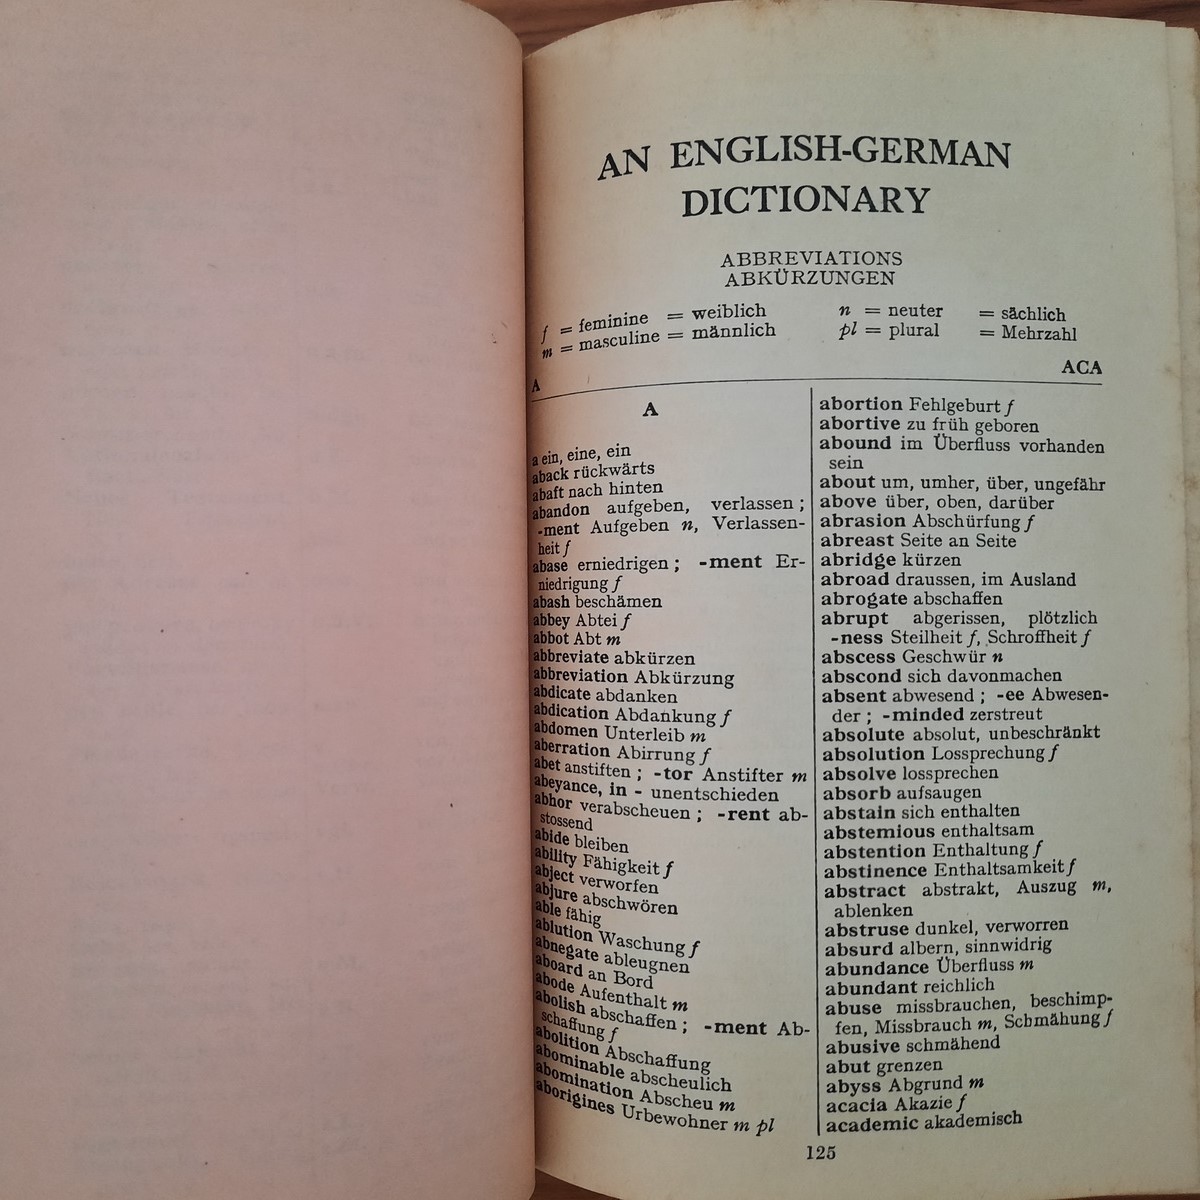 AN ENGLISH-GERMAN
DICTIONARY
ABBREVIATIONS
ABKÜRZUNGEN
f = feminine = weiblich n = neuter = sächlich
m = masculine = männlich pl = plural = Mehrzahl
A ACA
A
a ein, eine, ein
aback rückwärts
abaft nach hinten
abandon aufgeben, verlassen;
-ment Aufgeben n, Verlassen-
heit f
abase erniedrigen; -ment Er-
niedrigung f
abash beschämen
abbey Abtei f
abbot Abt m
abbreviate abkürzen
abbreviation Abkürzung
abdicate abdanken
abdication Abdankung f
abdomen Unterleib m
aberration Abirrung f
abet anstiften; -tor Anstifter m
abeyance, in - unentschieden
abhor verabscheuen; -rent ab-
stossend
abide bleiben
ability Fähigkeit f
abject verworfen
abjure abschwören
able fähig
ablution Waschung f
abnegate ableugnen
aboard an Bord
abode Aufenthalt m
abolish abschaffen; -ment Ab-
schaffung f
abolition Abschaffung
abominable abscheulich
abomination Abscheu m
aborigines Urbewohner m pl
abortion Fehlgeburt f
abortive zu früh geboren
abound im Überfluss vorhanden
sein
about um, umher, über, ungefähr
above über, oben, darüber
abrasion Abschürfung f
abreast Seite an Seite
abridge kürzen
abroad draussen, im Ausland
abrogate abschaffen
abrupt abgerissen, plötzlich
-ness Steilheit f, Schroffheit f
abscess Geschwür n
abscond sich davonmachen
absent abwesend; -ee Abwesen-
der; -minded zerstreut
absolute absolut, unbeschränkt
absolution Lossprechung f
absolve lossprechen
absorb aufsaugen
abstain sich enthalten
abstemious enthaltsam
abstention Enthaltung f
abstinence Enthaltsamkeit f
abstract abstrakt, Auszug m,
ablenken
abstruse dunkel, verworren
absurd albern, sinnwidrig
abundance Überfluss m
abundant reichlich
abuse missbrauchen, beschimp-
fen, Missbrauch m, Schmähung f
abusive schmähend
abut grenzen
abyss Abgrund m
acacia Akazie f
academic akademisch
125